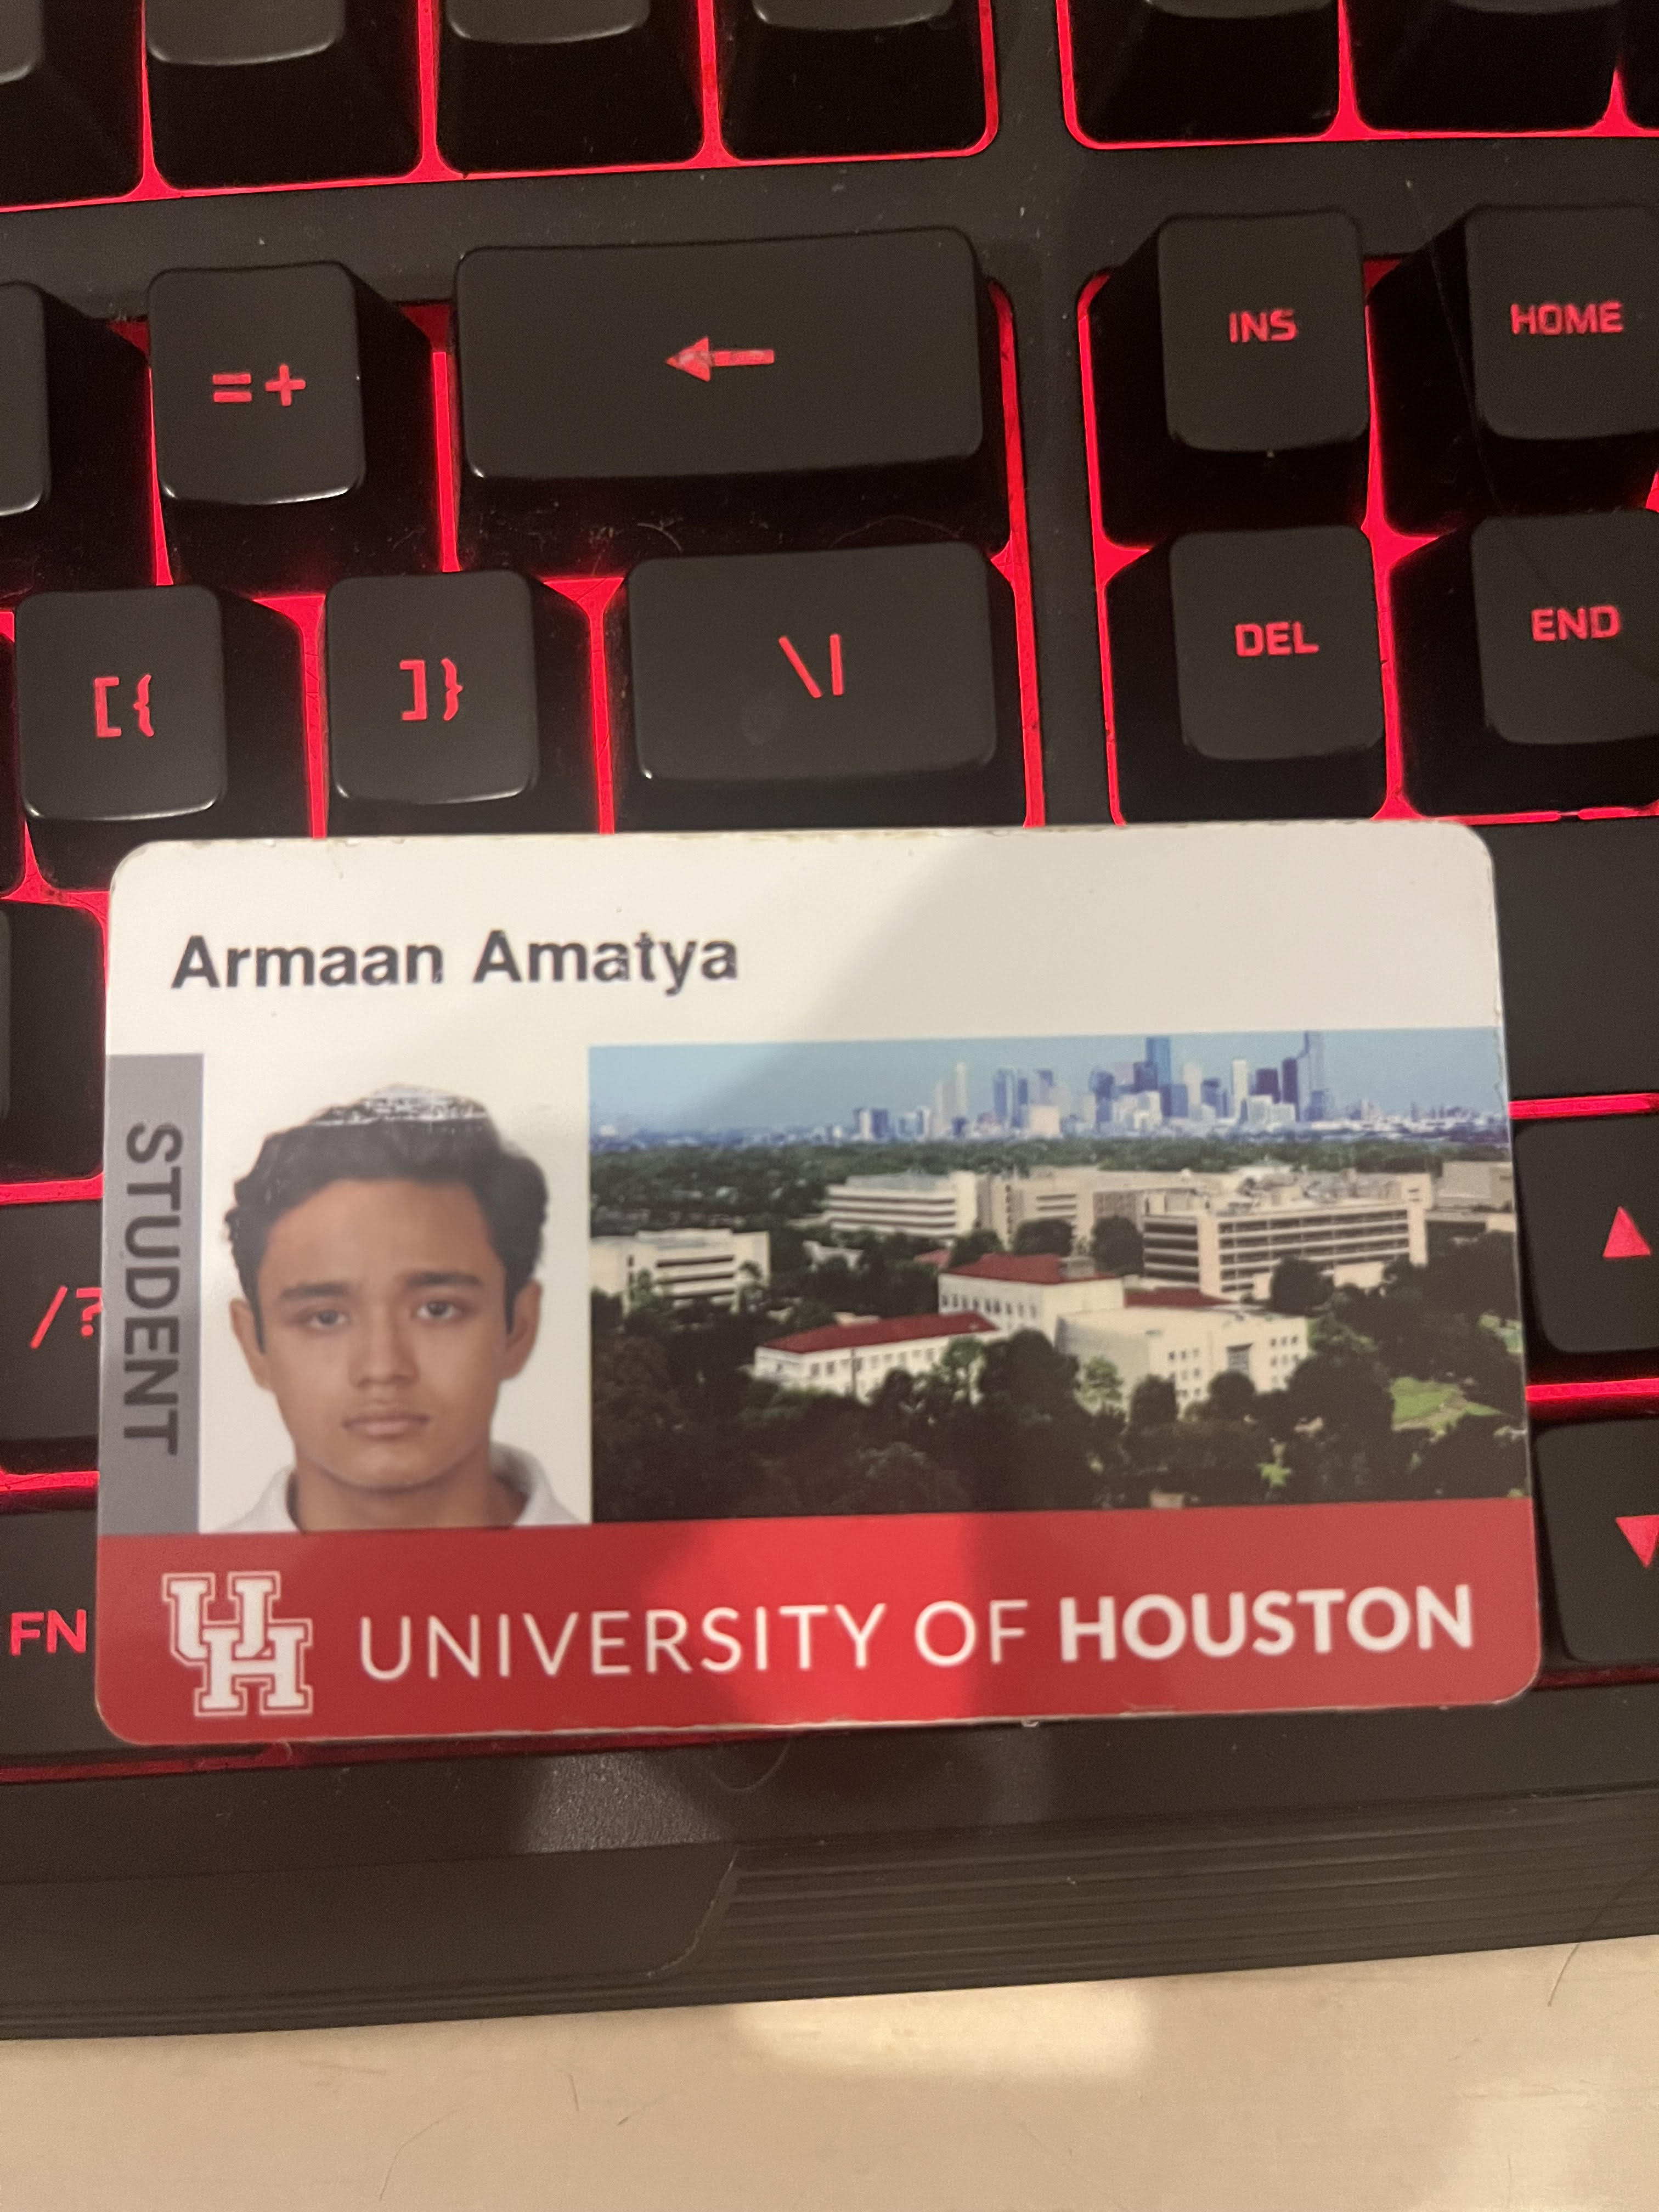 =+
←
INS
HOME
[{
]}
\|
DEL
END
Armaan Amatya
STUDENT
/?
FN
UH
UNIVERSITY OF HOUSTON